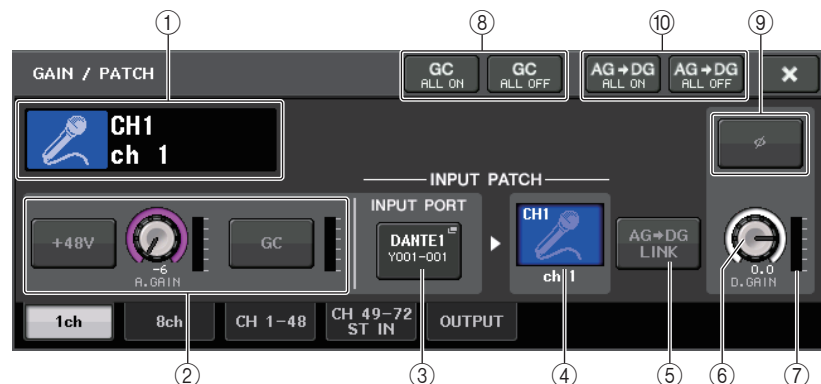 ① ⑧ ⑩ ⑨
GAIN / PATCH
GC
ALL ON
GC
ALL OFF
AG➔DG
ALL ON
AG➔DG
ALL OFF
×
CH1
ch 1
ø
INPUT PATCH
INPUT PORT
+48V
-6
A.GAIN
GC
DANTE1
Y001-001
CH1
ch 1
AG➔DG
LINK
0.0
D.GAIN
1ch
8ch
CH 1-48
CH 49-72
ST IN
OUTPUT
② ③ ④ ⑤ ⑥ ⑦